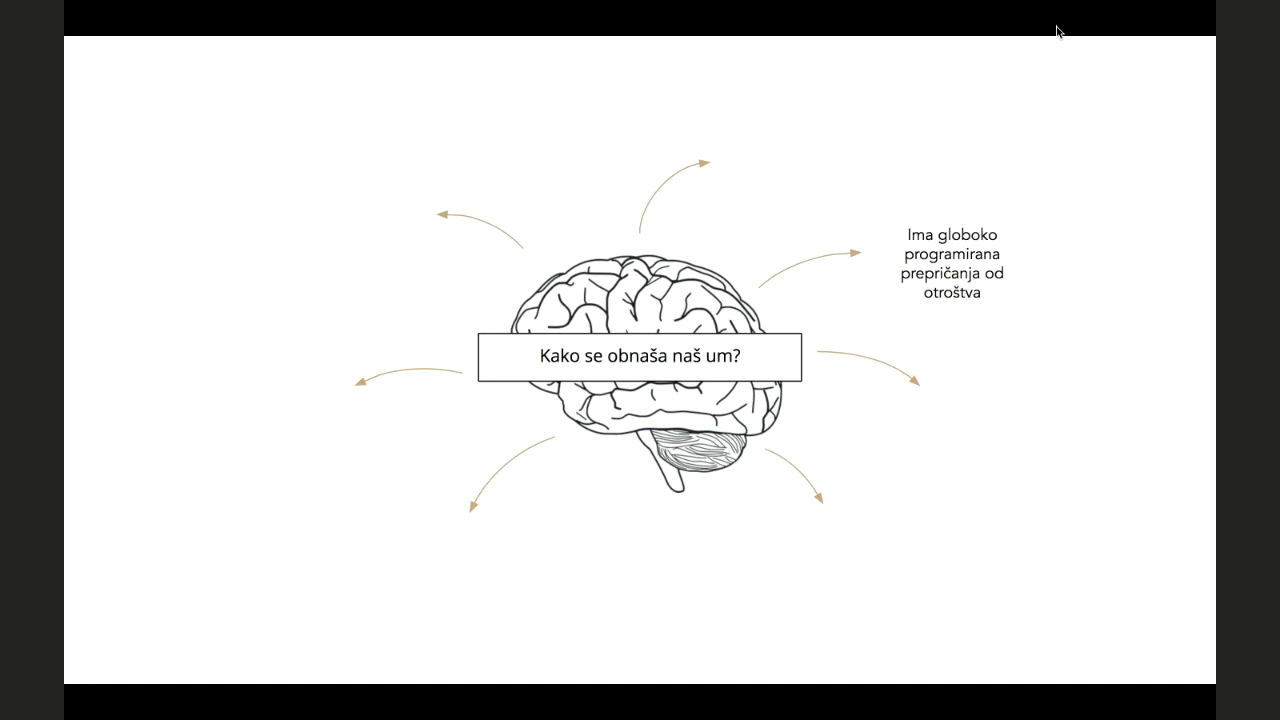 Ima globoko
programirana
prepričanja od
otroštva
Kako se obnaša naš um?